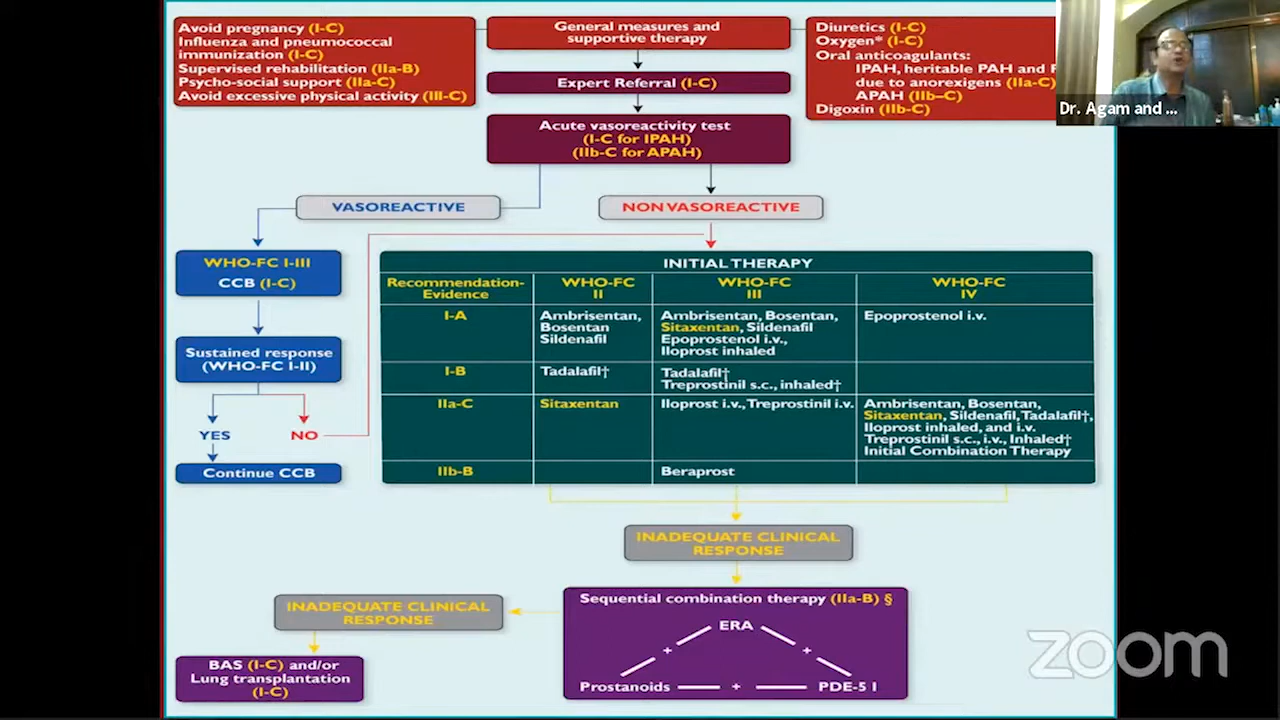 Avoid pregnancy (I-C)
Influenza and pneumococcal
immunization (I-C)
Supervised rehabilitation (IIa-B)
Psycho-social support (IIa-C)
Avoid excessive physical activity (III-C)
General measures and
supportive therapy
Expert Referral (I-C)
Acute vasoreactivity test
(I-C for IPAH)
(IIb-C for APAH)
Diuretics (I-C)
Oxygen* (I-C)
Oral anticoagulants:
IPAH, heritable PAH and
due to anorexigens (IIa-C)
APAH (IIb–C)
Digoxin (IIb-C)
Dr. Agam and ...
VASOREACTIVE
NON VASOREACTIVE
WHO-FC I-III
CCB (I-C)
Sustained response
(WHO-FC I-II)
YES
NO
Continue CCB
INITIAL THERAPY
Recommendation-
Evidence
WHO-FC
II
WHO-FC
III
WHO-FC
IV
I-A
Ambrisentan,
Bosentan
Sildenafil
Ambrisentan, Bosentan,
Sitaxentan, Sildenafil
Epoprostenol i.v.,
Iloprost inhaled
Epoprostenol i.v.
I-B
Tadalafil†
Tadalafil†
Treprostinil s.c., inhaled†
IIa-C
Sitaxentan
Iloprost i.v., Treprostinil i.v.
Ambrisentan, Bosentan,
Sitaxentan, Sildenafil, Tadalafil†,
Iloprost inhaled, and i.v.
Treprostinil s.c., i.v., Inhaled†
Initial Combination Therapy
IIb-B
Beraprost
INADEQUATE CLINICAL
RESPONSE
Sequential combination therapy (IIa-B) §
ERA
+
+
Prostanoids
+
PDE-5 I
INADEQUATE CLINICAL
RESPONSE
BAS (I-C) and/or
Lung transplantation
(I-C)
zoom